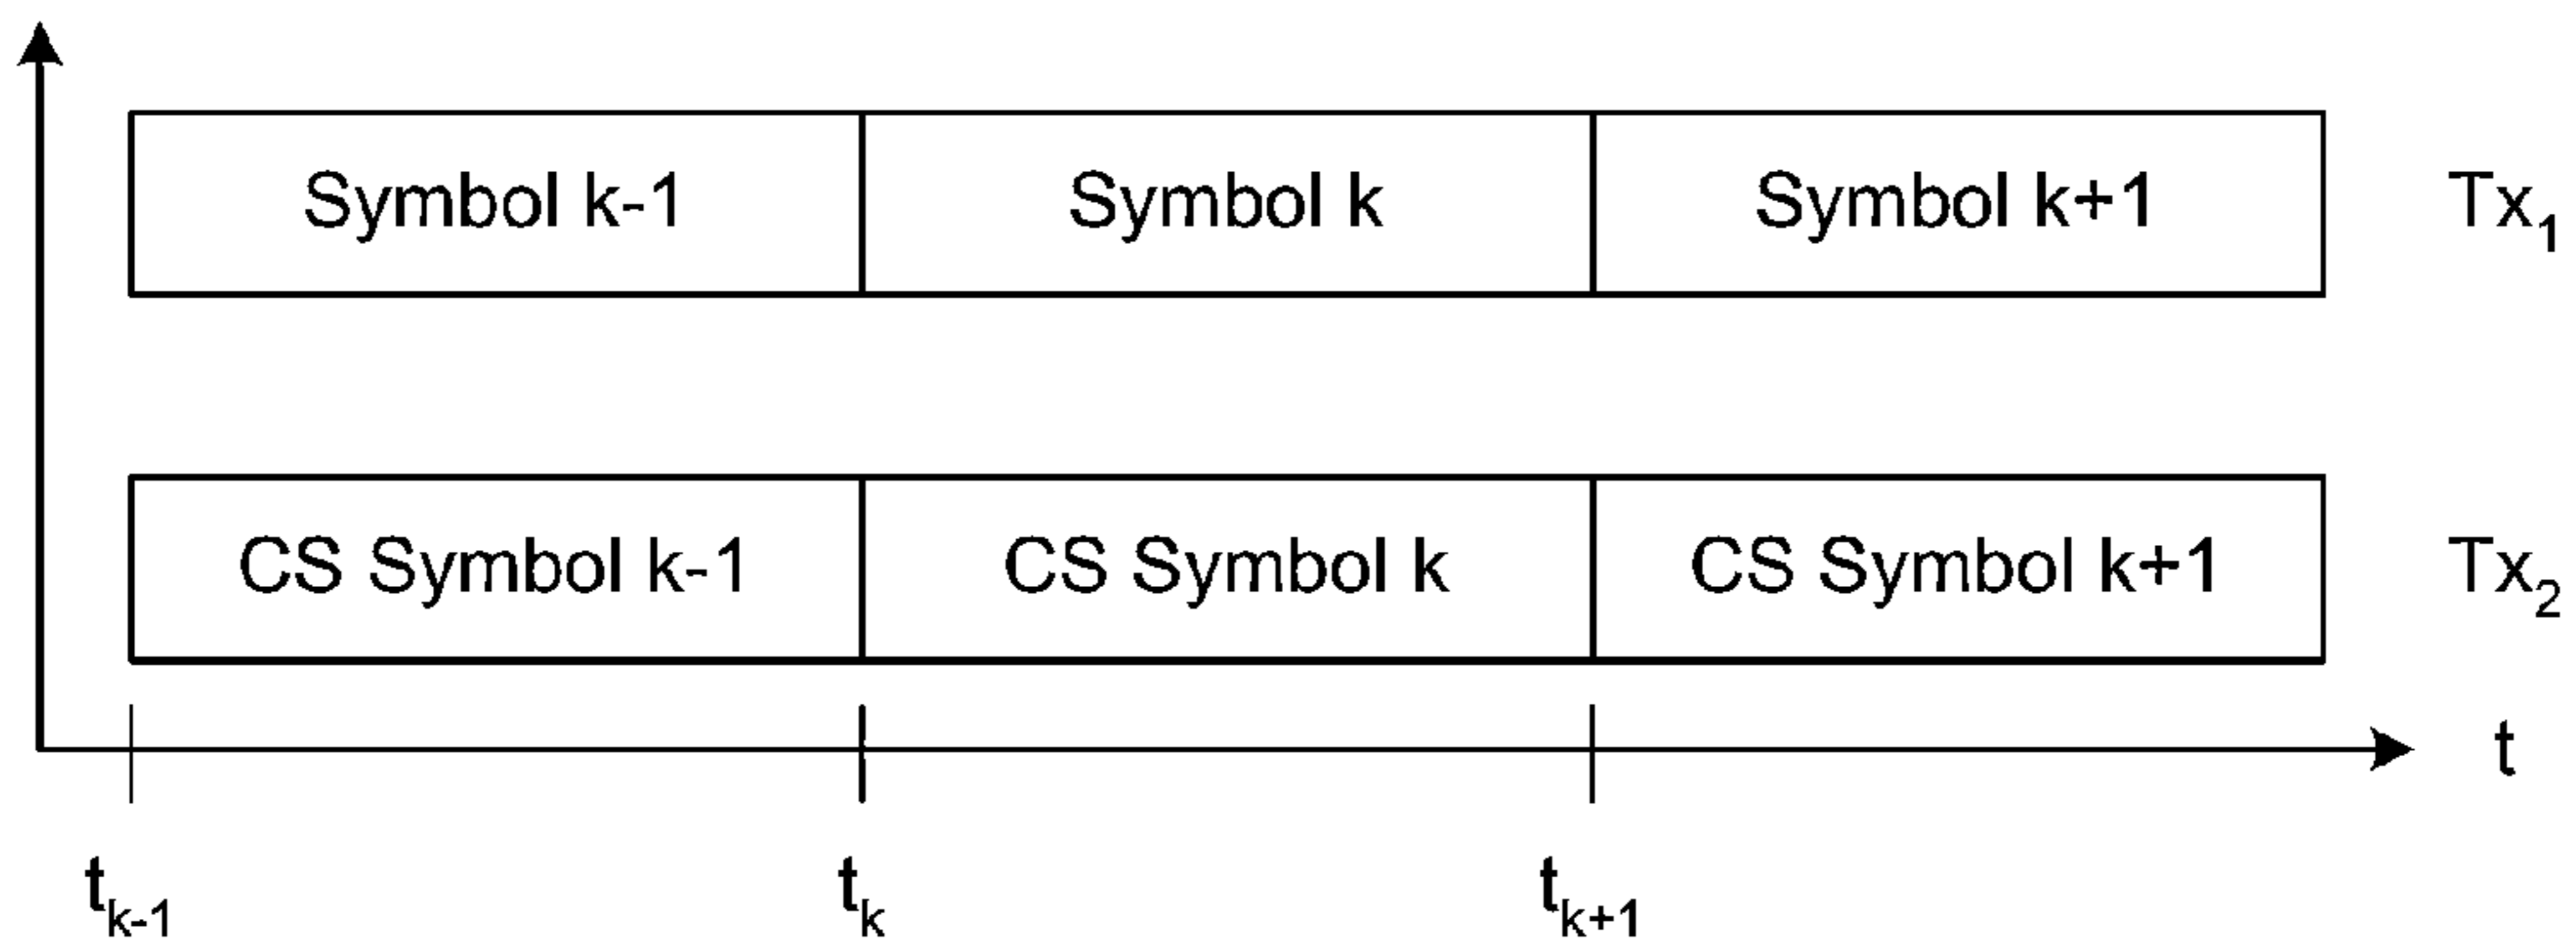 Symbol k-1 Symbol k Symbol k+1 Tx₁
CS Symbol k-1 CS Symbol k CS Symbol k+1 Tx₂
t
tₖ₋₁ tₖ tₖ₊₁